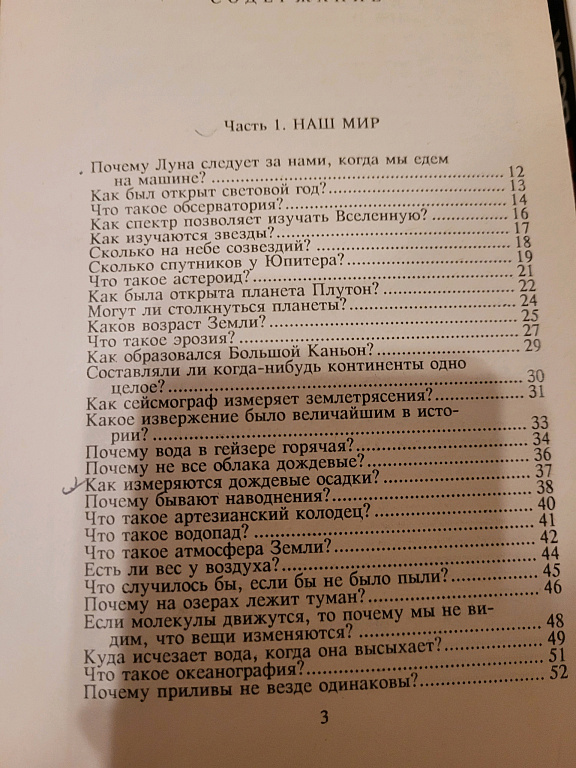 СОДЕРЖАНИЕ
Часть 1. НАШ МИР
Почему Луна следует за нами, когда мы едем
на машине? 12
Как был открыт световой год? 13
Что такое обсерватория? 14
Как спектр позволяет изучать Вселенную? 16
Как изучаются звезды? 17
Сколько на небе созвездий? 18
Сколько спутников у Юпитера? 19
Что такое астероид? 21
Как была открыта планета Плутон? 22
Могут ли столкнуться планеты? 24
Каков возраст Земли? 25
Что такое эрозия? 27
Как образовался Большой Каньон? 29
Составляли ли когда-нибудь континенты одно
целое? 30
Как сейсмограф измеряет землетрясения? 31
Какое извержение было величайшим в исто-
рии? 33
Почему вода в гейзере горячая? 34
Почему не все облака дождевые? 36
Как измеряются дождевые осадки? 37
Почему бывают наводнения? 38
Что такое артезианский колодец? 40
Что такое водопад? 41
Что такое атмосфера Земли? 42
Есть ли вес у воздуха? 44
Что случилось бы, если бы не было пыли? 45
Почему на озерах лежит туман? 46
Если молекулы движутся, то почему мы не ви-
дим, что вещи изменяются? 48
Куда исчезает вода, когда она высыхает? 49
Что такое океанография? 51
Почему приливы не везде одинаковы? 52
3